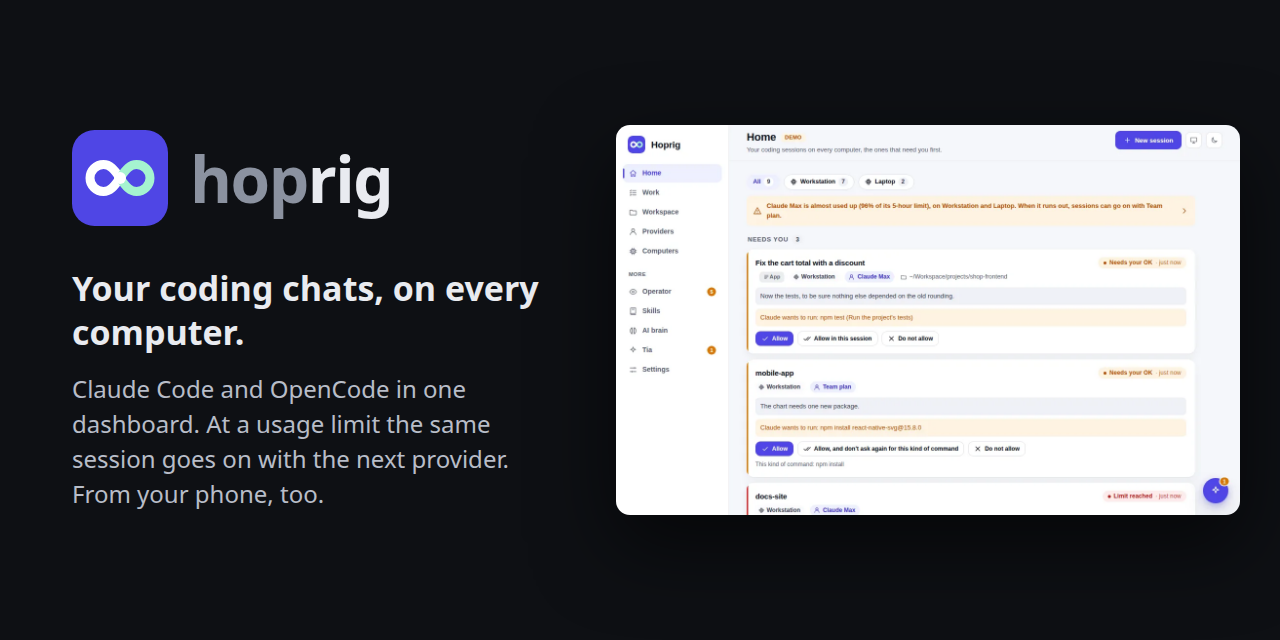 hoprig
Your coding chats, on every
computer.
Claude Code and OpenCode in one
dashboard. At a usage limit the same
session goes on with the next provider.
From your phone, too.
Hoprig
Home
Work
Workspace
Providers
Computers
MORE
Operator
Skills
AI brain
Tia 1
Settings
Home DEMO
Your coding sessions on every computer, the ones that need you first.
New session
All 9 Workstation 7 Laptop 2
Claude Max is almost used up (96% of its 5-hour limit), on Workstation and Laptop. When it runs out, sessions can go on with Team
plan.
NEEDS YOU 3
Fix the cart total with a discount
Needs your OK · just now
App Workstation Claude Max ~/Workspace/projects/shop-frontend
Now the tests, to be sure nothing else depended on the old rounding.
Claude wants to run: npm test (Run the project's tests)
Allow Allow in this session Do not allow
mobile-app
Needs your OK · just now
Workstation Team plan
The chart needs one new package.
Claude wants to run: npm install react-native-svg@15.8.0
Allow Allow, and don't ask again for this kind of command Do not allow
This kind of command: npm install
docs-site
Limit reached · just now
Workstation Claude Max
1